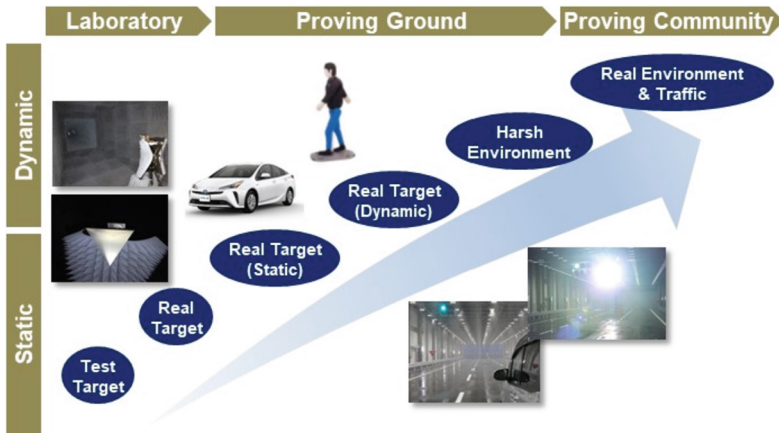 Laboratory
Proving Ground
Proving Community
Dynamic
Static
Real Environment
& Traffic
Harsh
Environment
Real Target
(Dynamic)
Real Target
(Static)
Real
Target
Test
Target